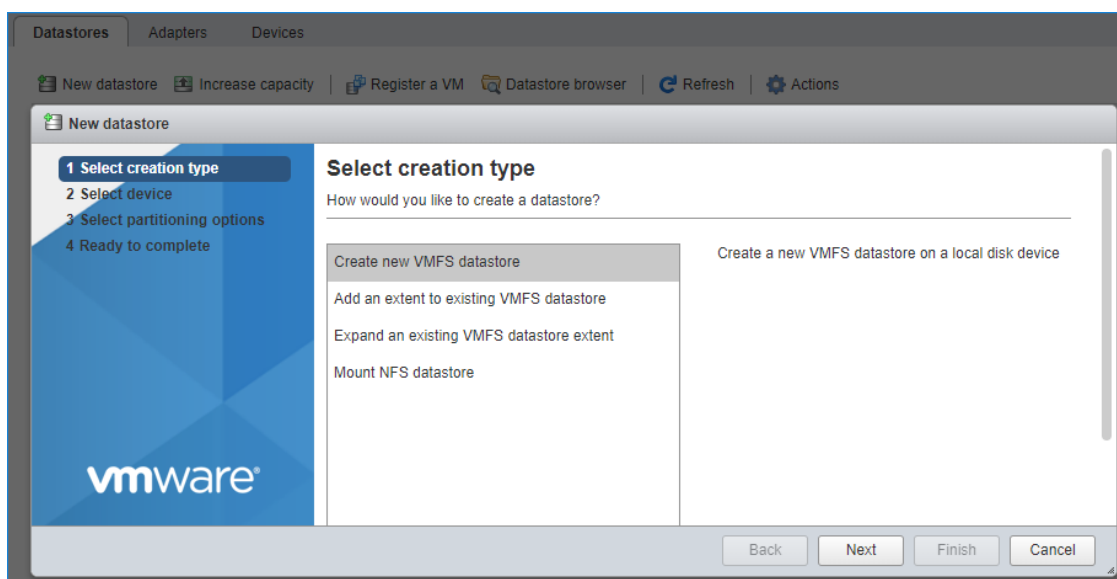 Datastores Adapters Devices
New datastore Increase capacity Register a VM Datastore browser Refresh Actions
New datastore
1 Select creation type
2 Select device
3 Select partitioning options
4 Ready to complete
vmware®
Select creation type
How would you like to create a datastore?
Create new VMFS datastore
Add an extent to existing VMFS datastore
Expand an existing VMFS datastore extent
Mount NFS datastore
Create a new VMFS datastore on a local disk device
Back Next Finish Cancel